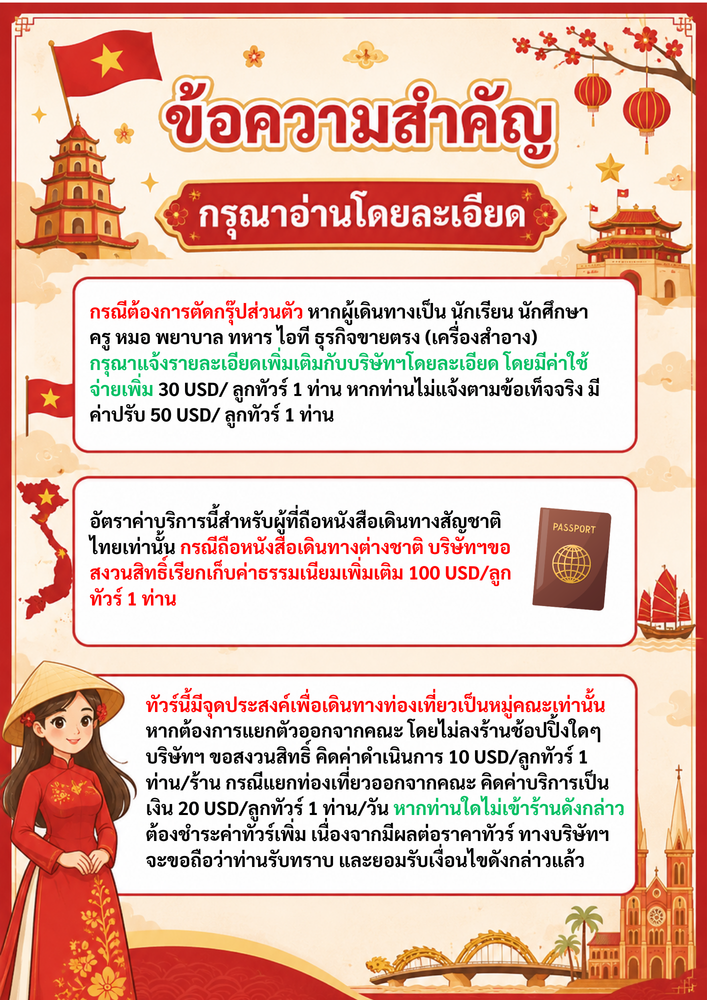 ข้อความสำคัญ
กรุณาอ่านโดยละเอียด
กรณีต้องการตัดกรุ๊ปส่วนตัว หากผู้เดินทางเป็น นักเรียน นักศึกษา
ครู หมอ พยาบาล ทหาร ไอที ธุรกิจขายตรง (เครื่องสำอาง)
กรุณาแจ้งรายละเอียดเพิ่มเติมกับบริษัทฯโดยละเอียด โดยมีค่าใช้
จ่ายเพิ่ม 30 USD/ ลูกทัวร์ 1 ท่าน หากท่านไม่แจ้งตามข้อเท็จจริง มี
ค่าปรับ 50 USD/ ลูกทัวร์ 1 ท่าน
อัตราค่าบริการนี้สำหรับผู้ที่ถือหนังสือเดินทางสัญชาติ
ไทยเท่านั้น กรณีถือหนังสือเดินทางต่างชาติ บริษัทฯขอ
สงวนสิทธิ์เรียกเก็บค่าธรรมเนียมเพิ่มเติม 100 USD/ลูก
ทัวร์ 1 ท่าน
PASSPORT
ทัวร์นี้มีจุดประสงค์เพื่อเดินทางท่องเที่ยวเป็นหมู่คณะเท่านั้น
หากต้องการแยกตัวออกจากคณะ โดยไม่ลงร้านช้อปปิ้งใดๆ
บริษัทฯ ขอสงวนสิทธิ์ คิดค่าดำเนินการ 10 USD/ลูกทัวร์ 1
ท่าน/ร้าน กรณีแยกท่องเที่ยวออกจากคณะ คิดค่าบริการเป็น
เงิน 20 USD/ลูกทัวร์ 1 ท่าน/วัน หากท่านใดไม่เข้าร้านดังกล่าว
ต้องชำระค่าทัวร์เพิ่ม เนื่องจากมีผลต่อราคาทัวร์ ทางบริษัทฯ
จะขอถือว่าท่านรับทราบ และยอมรับเงื่อนไขดังกล่าวแล้ว